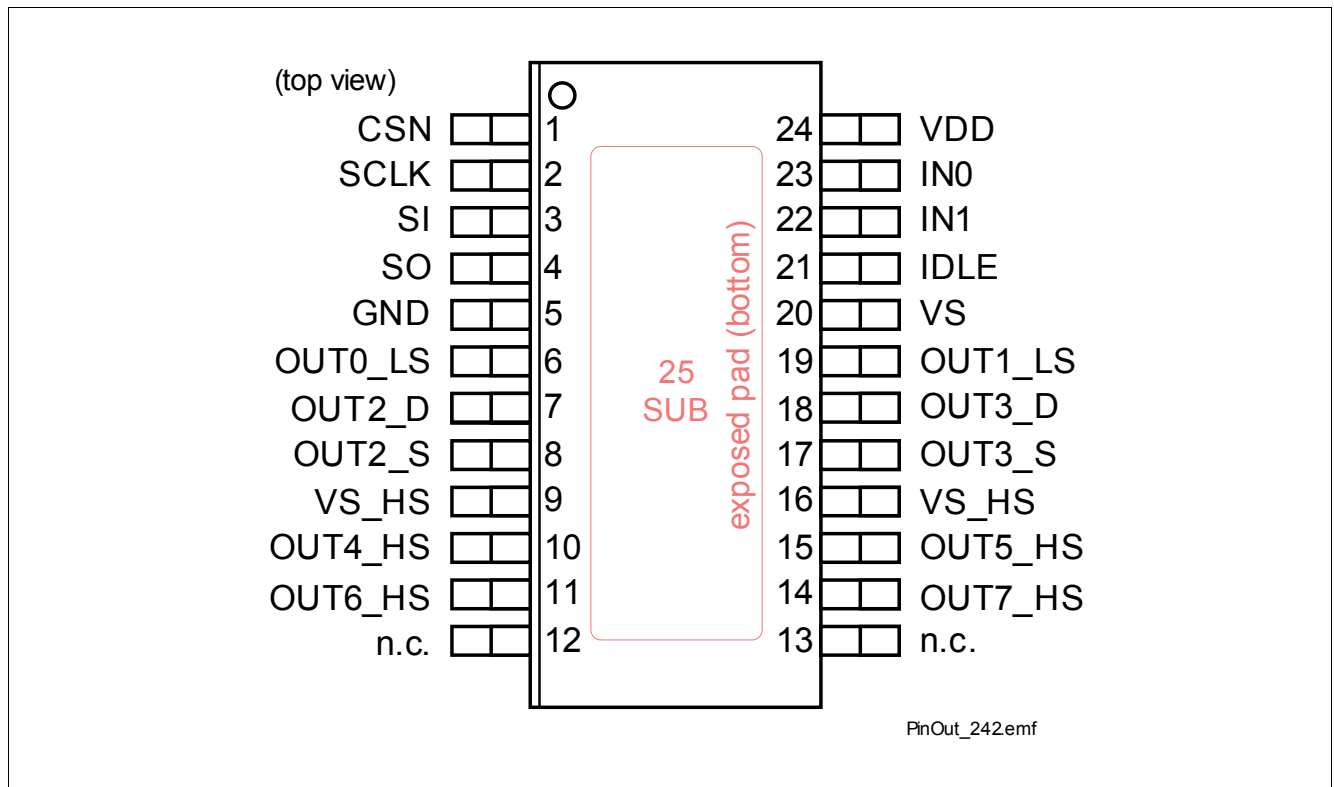 (top view)
CSN 1 24 VDD
SCLK 2 23 IN0
SI 3 22 IN1
SO 4 21 IDLE
GND 5 20 VS
OUT0_LS 6 19 OUT1_LS
OUT2_D 7 18 OUT3_D
OUT2_S 8 17 OUT3_S
VS_HS 9 16 VS_HS
OUT4_HS 10 15 OUT5_HS
OUT6_HS 11 14 OUT7_HS
n.c. 12 13 n.c.
25
SUB
exposed pad (bottom)
PinOut_242.emf